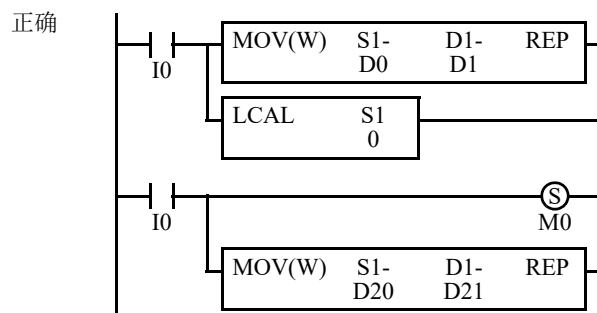 正确
MOV(W) S1- D1- REP
I0 D0 D1
LCAL S1
0
S
I0 M0
MOV(W) S1- D1- REP
D20 D21